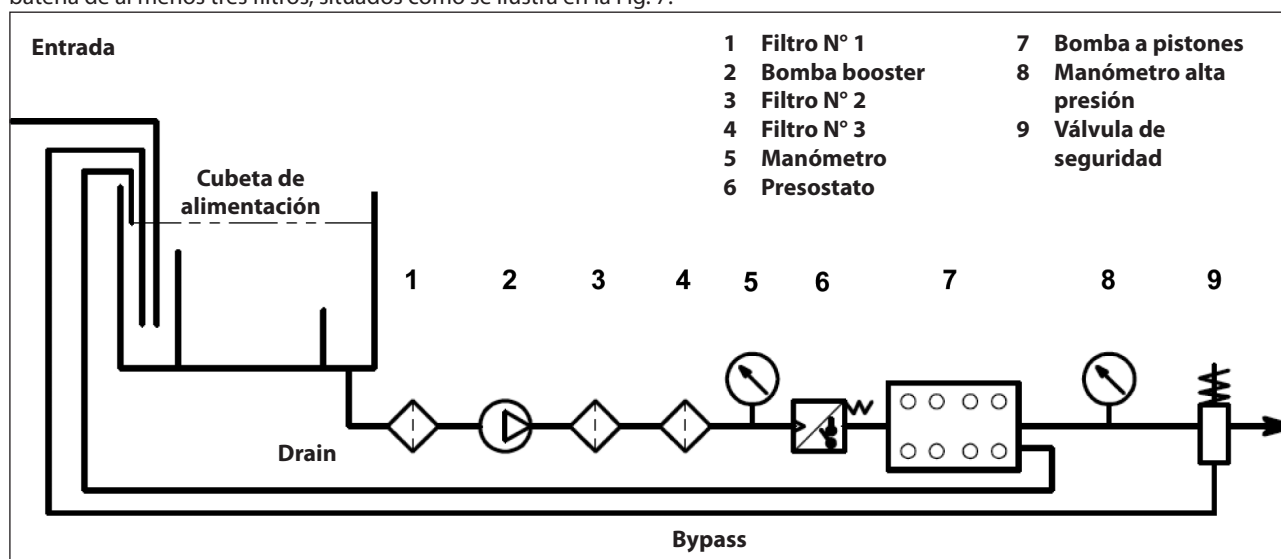 batería de al menos tres filtros, situados como se ilustra en la Fig. 7.
Entrada
1 Filtro N° 1
2 Bomba booster
3 Filtro N° 2
4 Filtro N° 3
5 Manómetro
6 Presostato
7 Bomba a pistones
8 Manómetro alta
presión
9 Válvula de
seguridad
Cubeta de
alimentación
1 2 3 4 5 6 7 8 9
Drain
Bypass